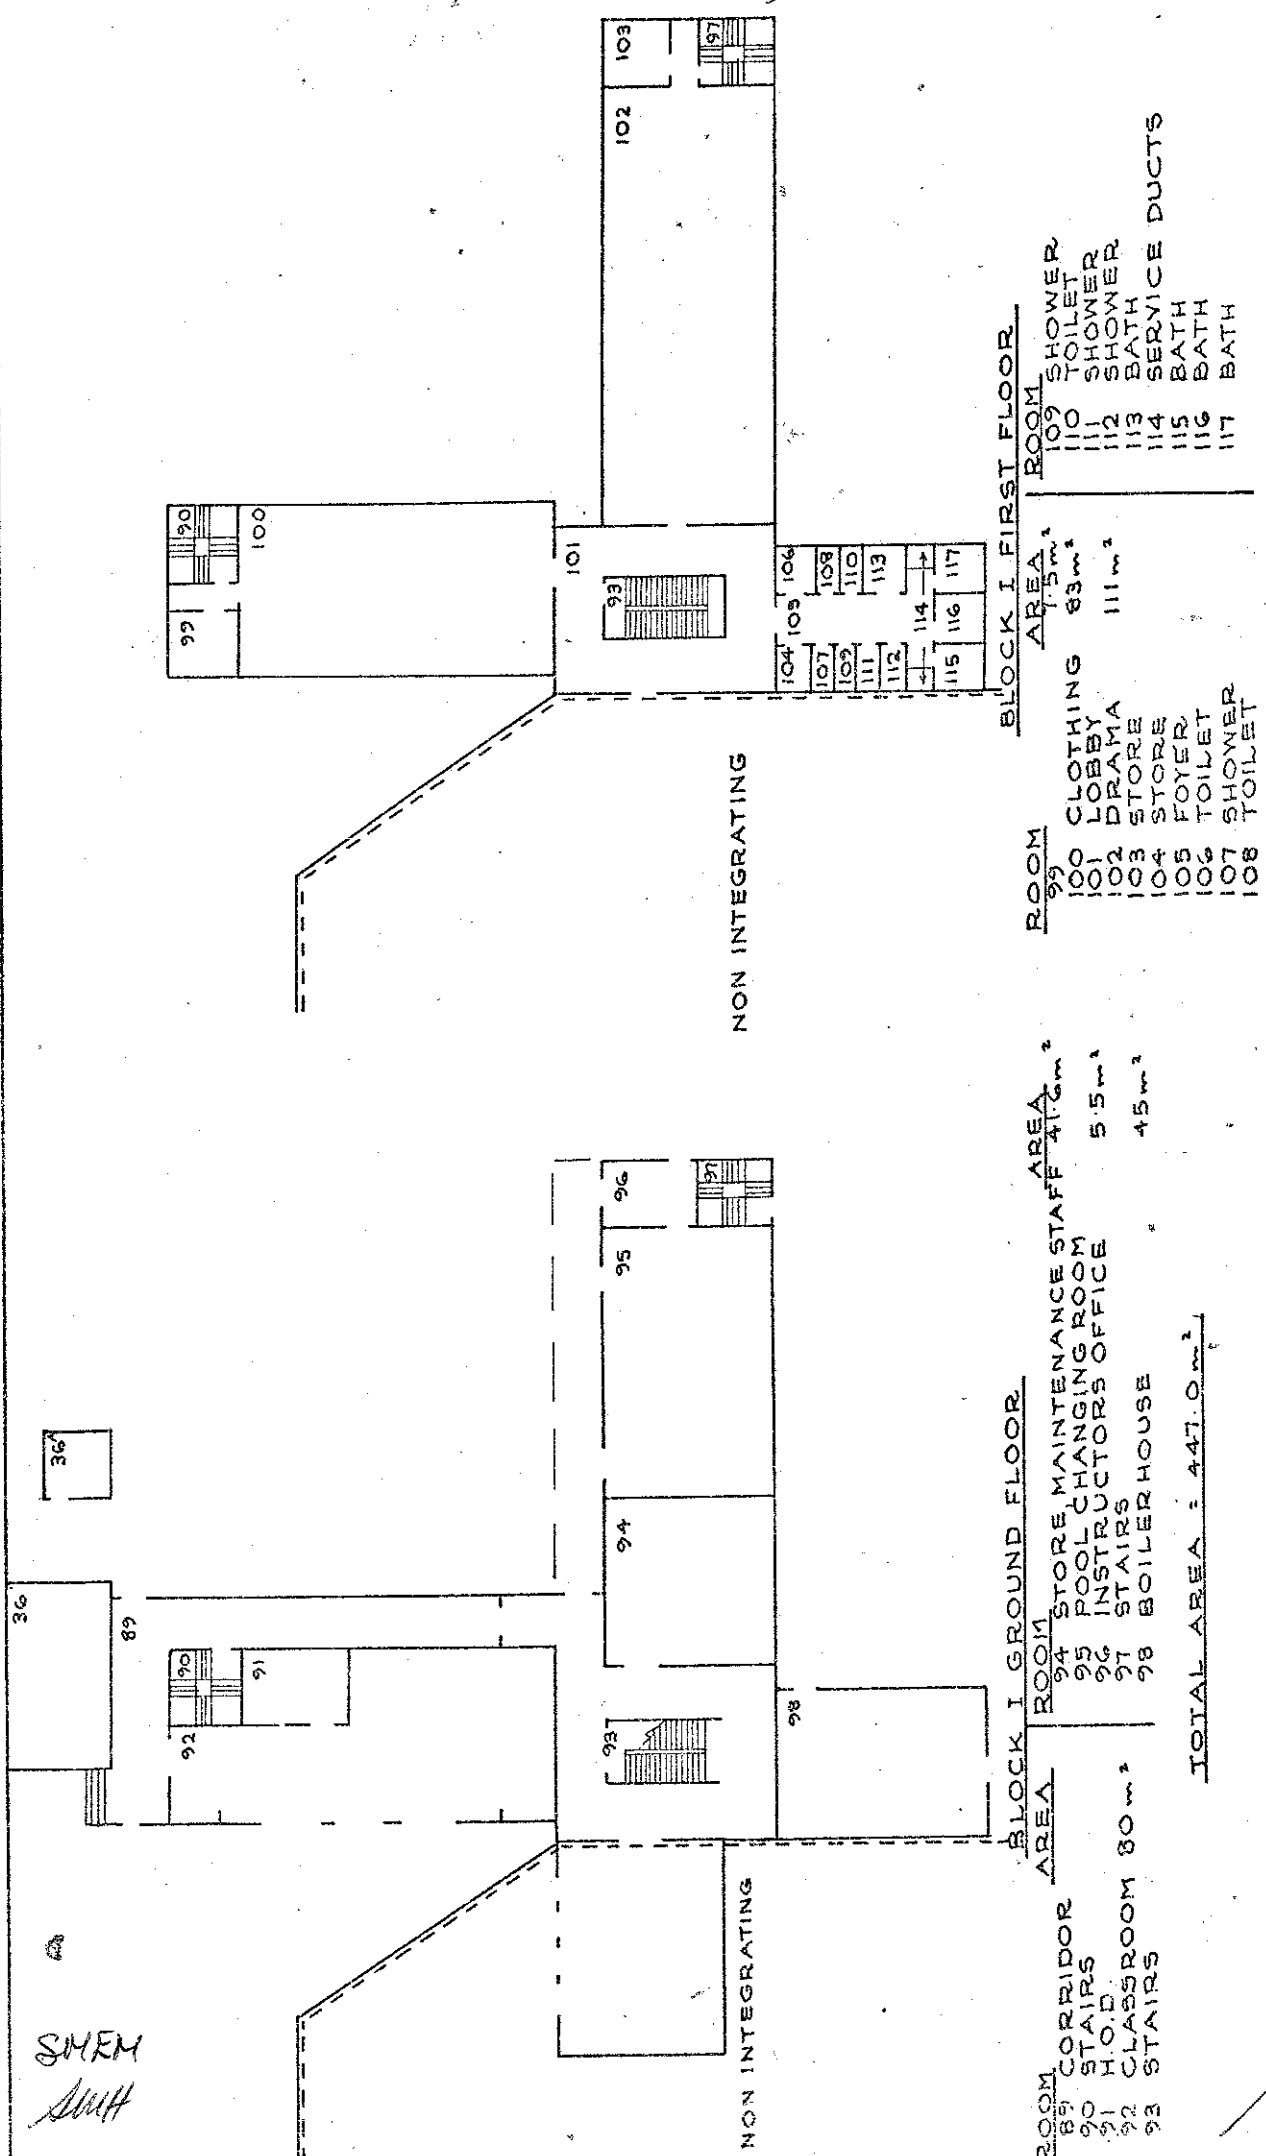 SMEM
36
36A
89
90
91
92
93
94
95
96
97
98
NON INTEGRATING
90
99
100
101
93
102
103
97
104
105
106
107
108
109
110
111
112
113
114
115
116
117
NON INTEGRATING
BLOCK I GROUND FLOOR
ROOM AREA
89 CORRIDOR
90 STAIRS
91 H.O.D.
92 CLASSROOM 80m²
93 STAIRS
ROOM AREA
94 STORE, MAINTENANCE STAFF 41.6m²
95 POOL CHANGING ROOM
96 INSTRUCTORS OFFICE 5.5m²
97 STAIRS
98 BOILERHOUSE 45m²
TOTAL AREA : 447.0m²
BLOCK I FIRST FLOOR
ROOM AREA
99 7.5m²
100 CLOTHING 83m²
101 LOBBY
102 DRAMA 111m²
103 STORE
104 STORE
105 FOYER
106 TOILET
107 SHOWER
108 TOILET
ROOM
109 SHOWER
110 TOILET
111 SHOWER
112 SHOWER
113 BATH
114 SERVICE DUCTS
115 BATH
116 BATH
117 BATH